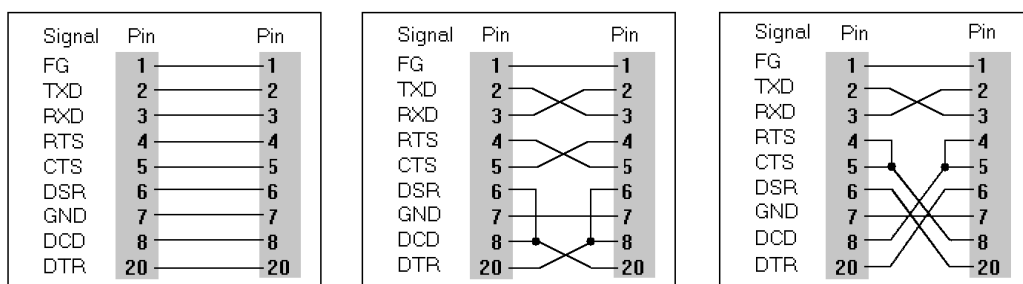 Signal Pin Pin
FG 1 1
TXD 2 2
RXD 3 3
RTS 4 4
CTS 5 5
DSR 6 6
GND 7 7
DCD 8 8
DTR 20 20
Signal Pin Pin
FG 1 1
TXD 2 2
RXD 3 3
RTS 4 4
CTS 5 5
DSR 6 6
GND 7 7
DCD 8 8
DTR 20 20
Signal Pin Pin
FG 1 1
TXD 2 2
RXD 3 3
RTS 4 4
CTS 5 5
DSR 6 6
GND 7 7
DCD 8 8
DTR 20 20